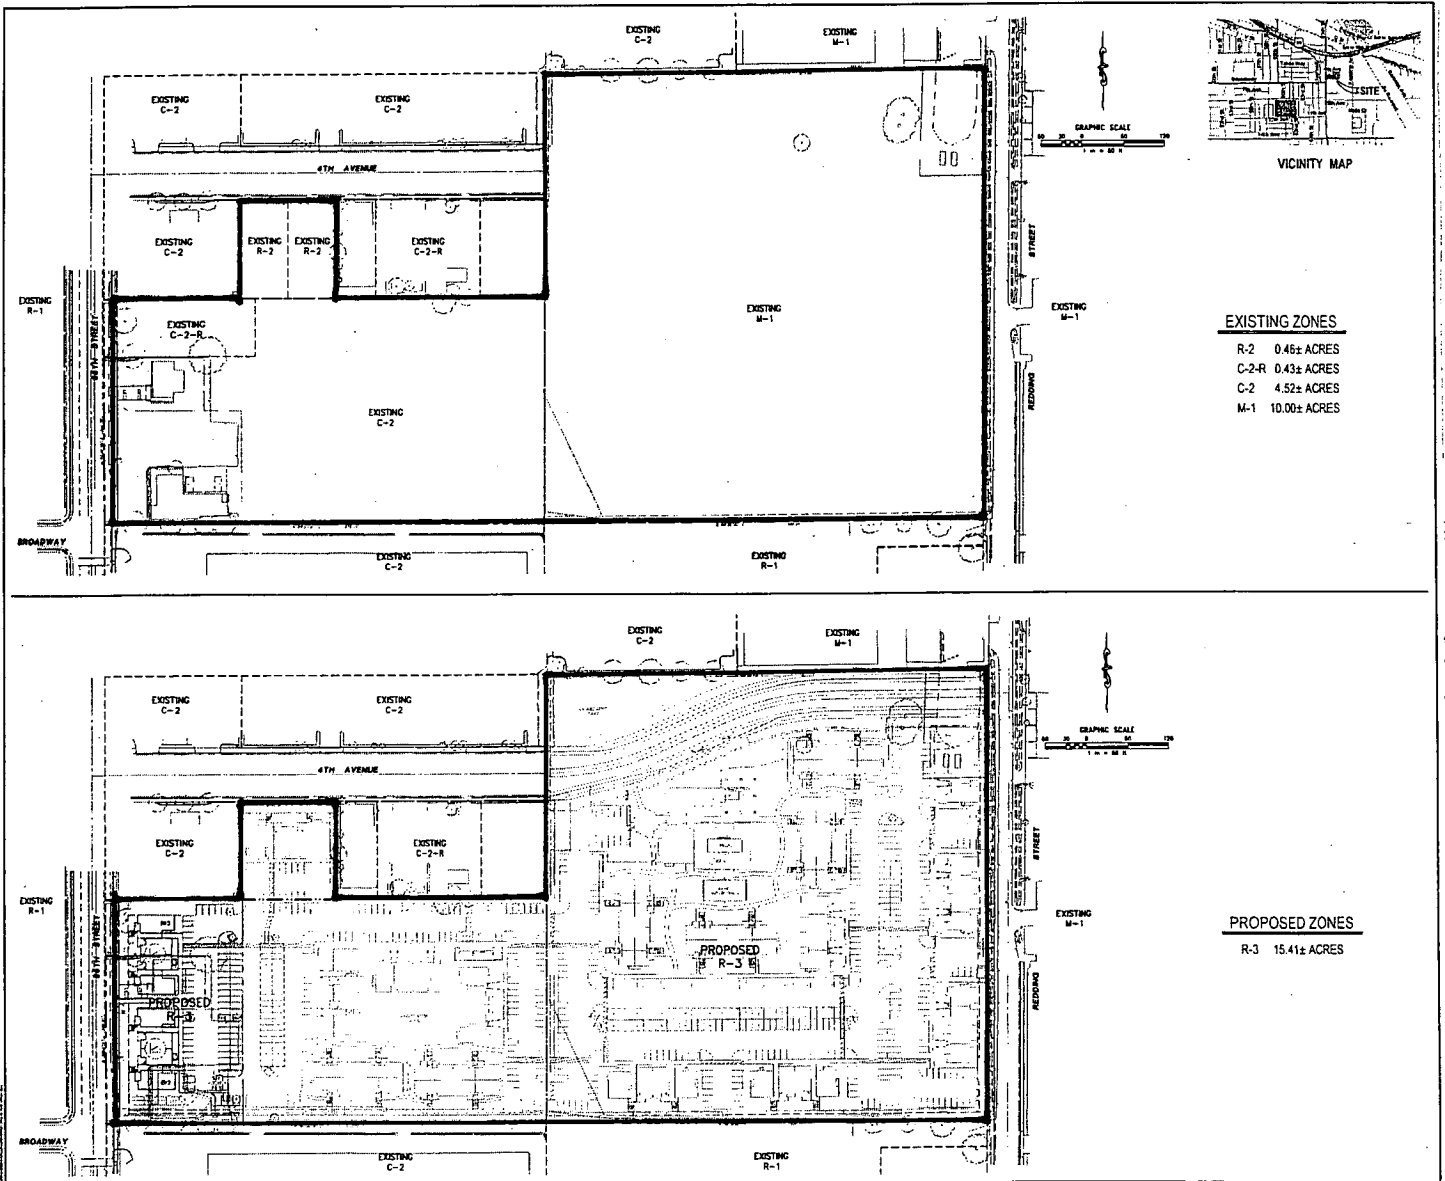 EXISTING
C-2
EXISTING
M-1
EXISTING
C-2
EXISTING
C-2
4TH AVENUE
EXISTING
C-2
EXISTING
R-2
EXISTING
R-2
EXISTING
C-2-R
EXISTING
R-1
EXISTING
C-2-R
EXISTING
M-1
EXISTING
M-1
STREET
REDDING
STREET
EXISTING
C-2
BROADWAY
EXISTING
C-2
EXISTING
R-1
GRAPHIC SCALE
SITE
VICINITY MAP
EXISTING ZONES
R-2 0.46± ACRES
C-2-R 0.43± ACRES
C-2 4.52± ACRES
M-1 10.00± ACRES
EXISTING
C-2
EXISTING
M-1
EXISTING
C-2
EXISTING
C-2
4TH AVENUE
EXISTING
C-2
EXISTING
C-2-R
EXISTING
R-1
PROPOSED
R-3
PROPOSED
R-3
EXISTING
M-1
STREET
REDDING
STREET
BROADWAY
EXISTING
C-2
EXISTING
R-1
GRAPHIC SCALE
PROPOSED ZONES
R-3 15.41± ACRES